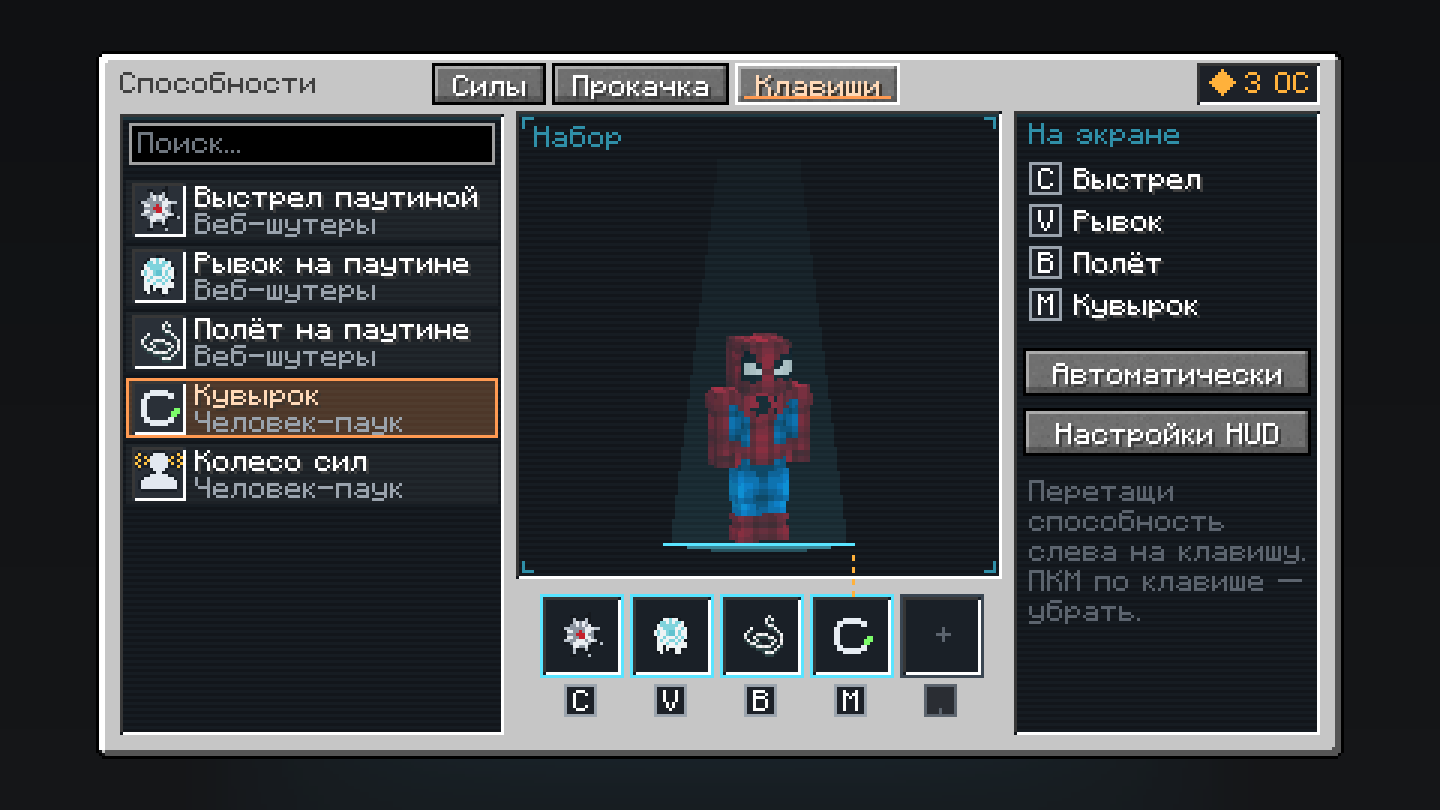 Способности
Силы
Прокачка
Клавиши
3 ОС
Поиск...
Выстрел паутиной
Веб-шутеры
Рывок на паутине
Веб-шутеры
Полёт на паутине
Веб-шутеры
Кувырок
Человек-паук
Колесо сил
Человек-паук
Набор
+
C
V
B
M
,
На экране
C Выстрел
V Рывок
B Полёт
M Кувырок
Автоматически
Настройки HUD
Перетащи
способность
слева на клавишу.
ПКМ по клавише —
убрать.